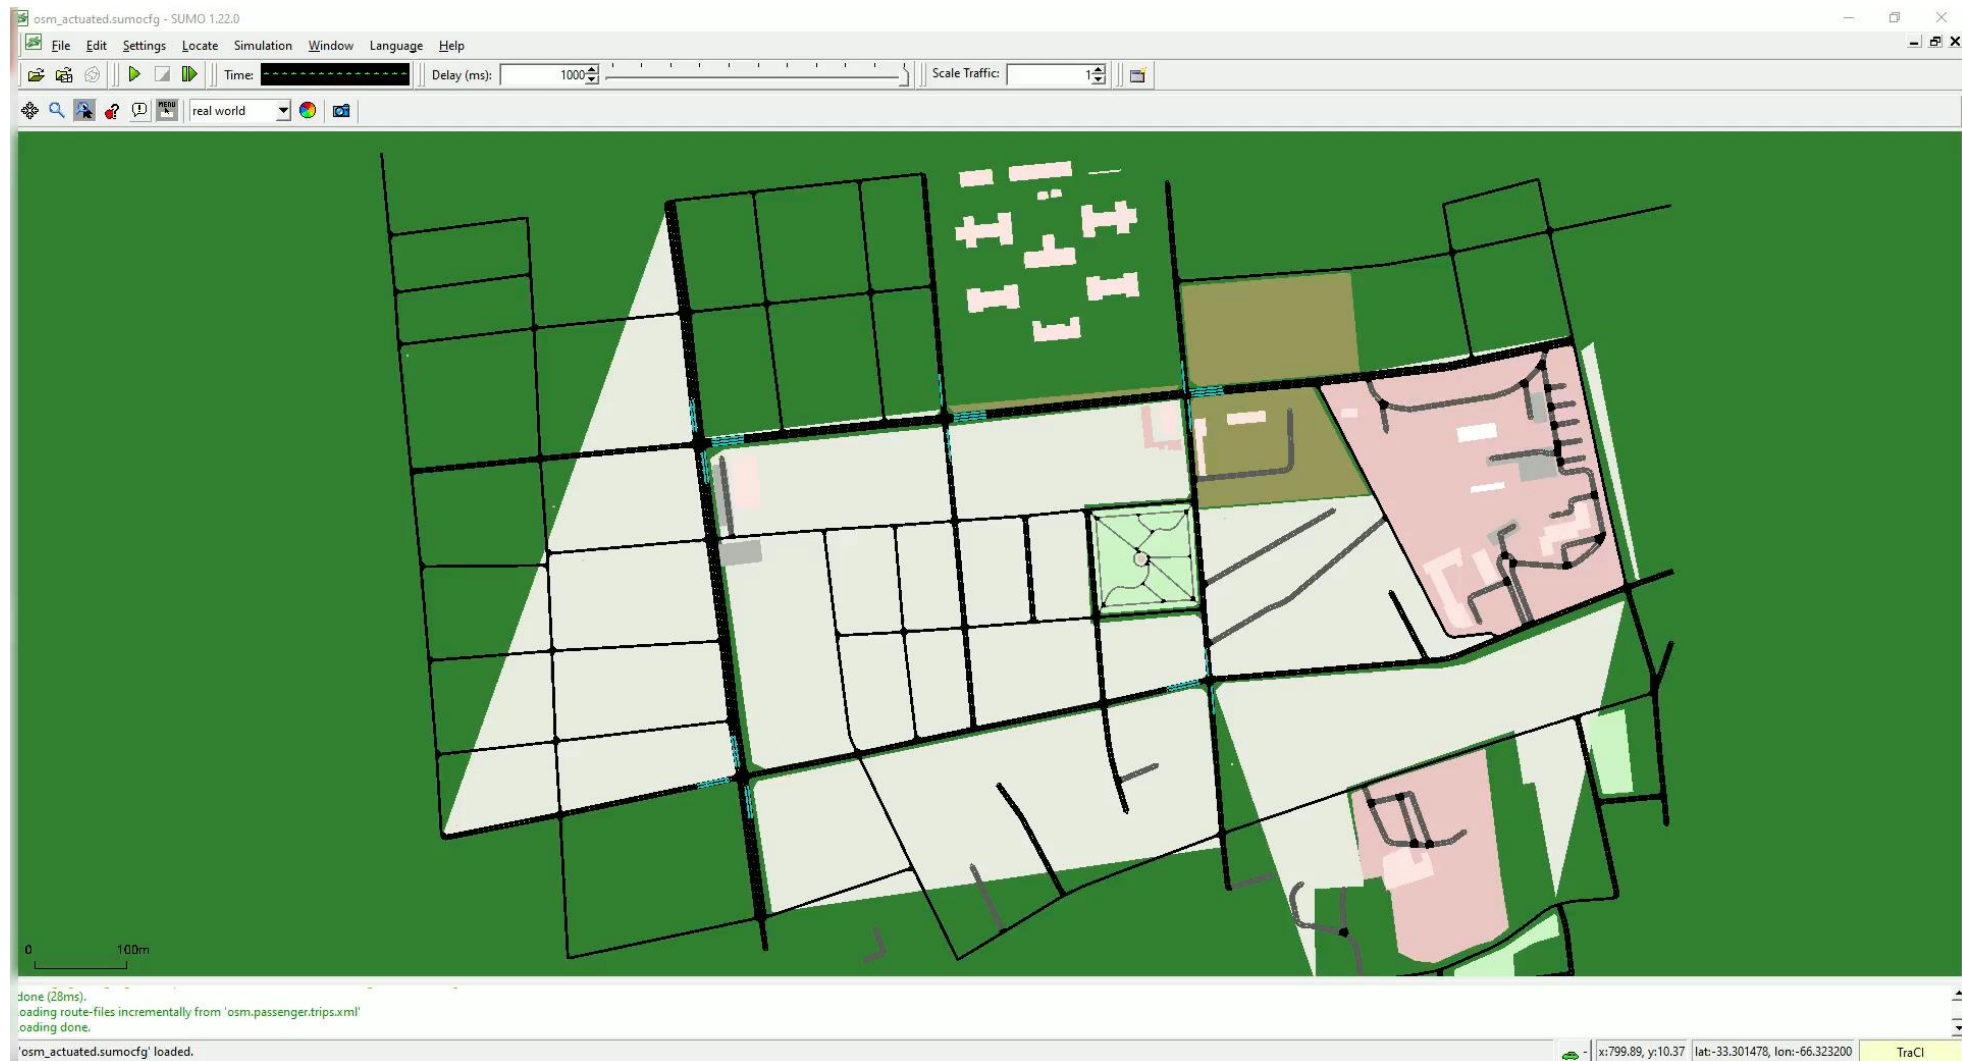 osm_actuated.sumocfg - SUMO 1.22.0
File Edit Settings Locate Simulation Window Language Help
Time: Delay (ms): 1000 Scale Traffic: 1
MENU real world
0 100m
done (28ms).
oading route-files incrementally from 'osm.passenger.trips.xml'
oading done.
'osm_actuated.sumocfg' loaded. - x:799.89, y:10.37 lat:-33.301478, lon:-66.323200 TraCI